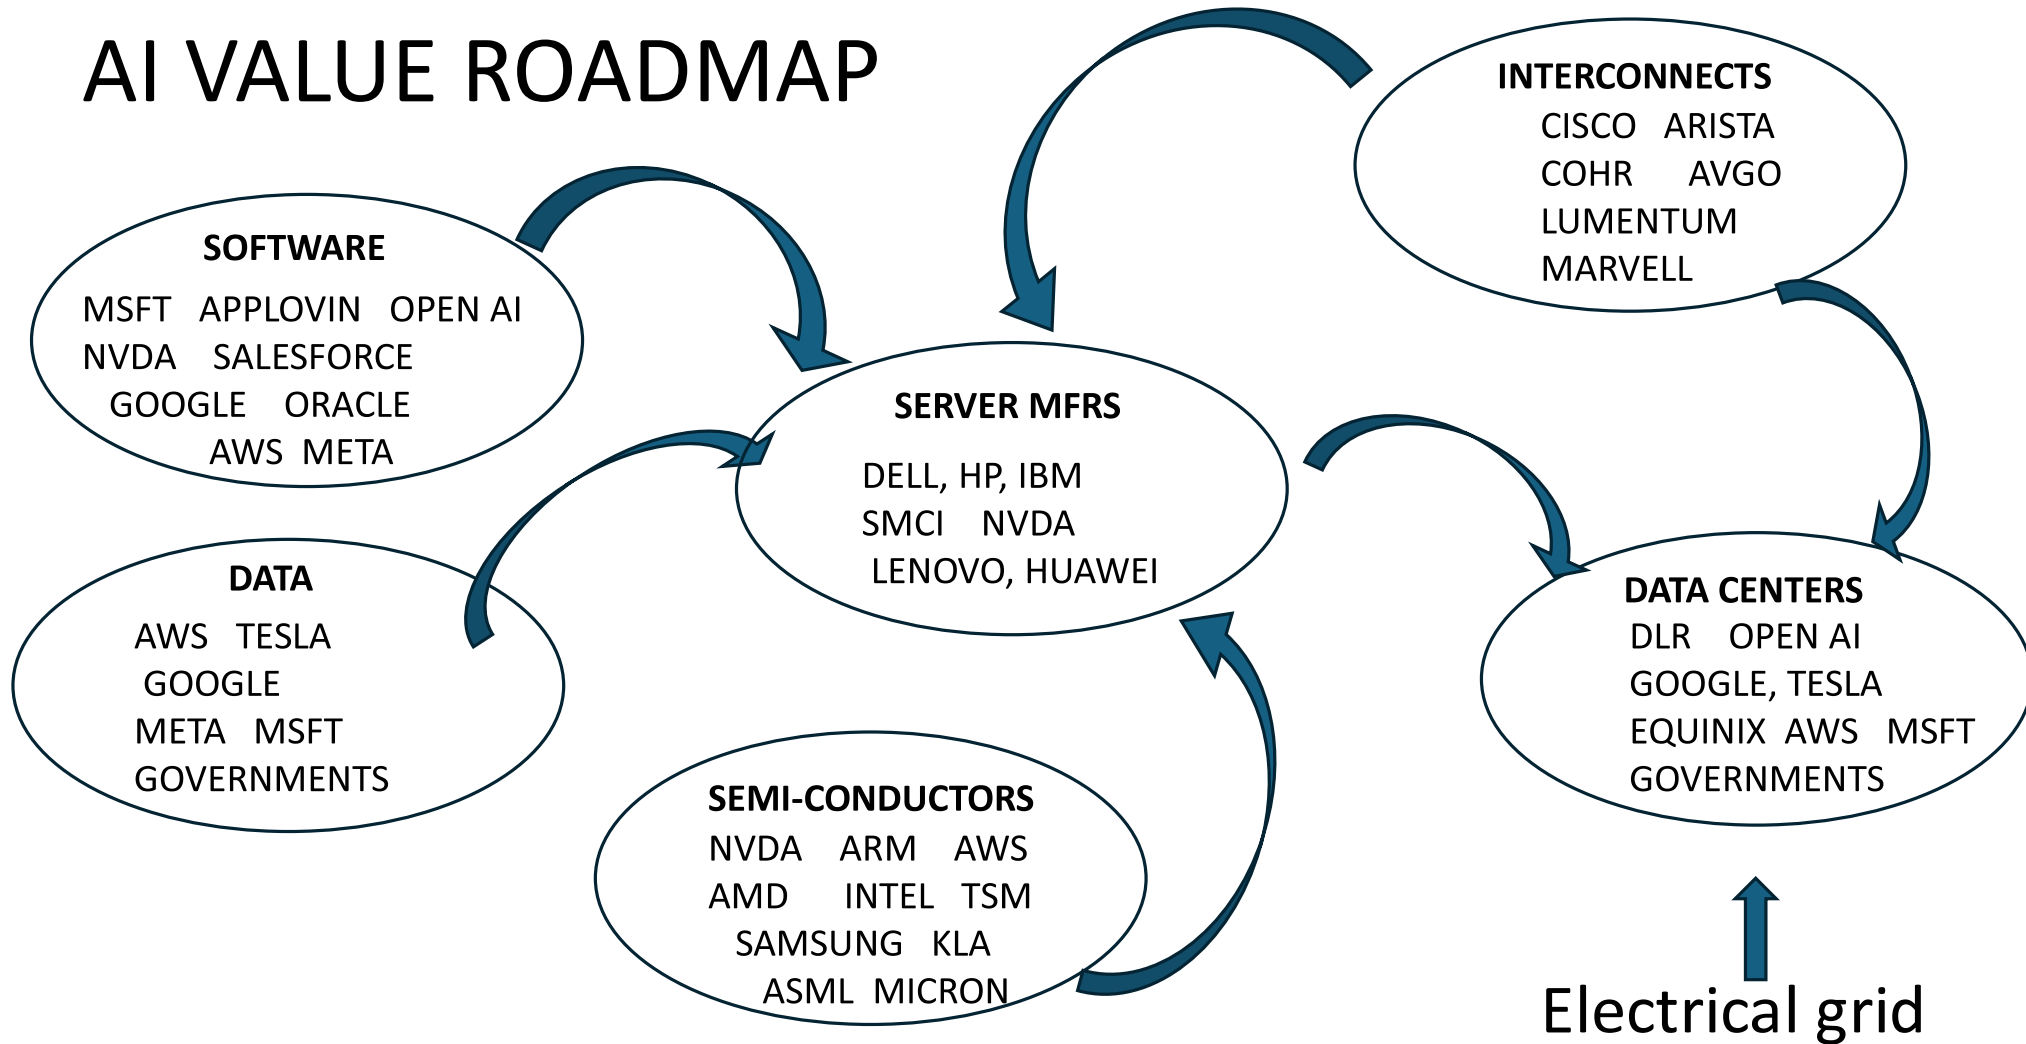 AI VALUE ROADMAP
INTERCONNECTS
CISCO ARISTA
COHR AVGO
LUMENTUM
MARVELL
SOFTWARE
MSFT APPLOVIN OPEN AI
NVDA SALESFORCE
GOOGLE ORACLE
AWS META
SERVER MFRS
DELL, HP, IBM
SMCI NVDA
LENOVO, HUAWEI
DATA
AWS TESLA
GOOGLE
META MSFT
GOVERNMENTS
DATA CENTERS
DLR OPEN AI
GOOGLE, TESLA
EQUINIX AWS MSFT
GOVERNMENTS
SEMI-CONDUCTORS
NVDA ARM AWS
AMD INTEL TSM
SAMSUNG KLA
ASML MICRON
Electrical grid